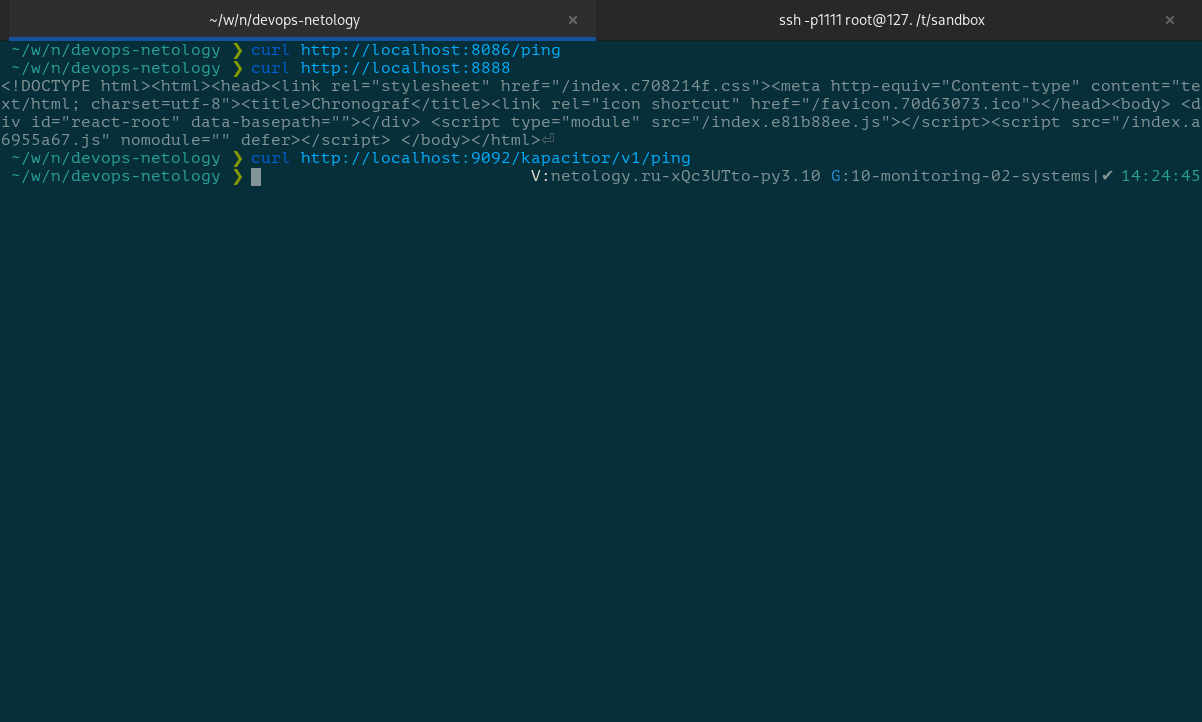 ~/w/n/devops-netology × ssh -p1111 root@127. /t/sandbox ×
~/w/n/devops-netology ❯ curl http://localhost:8086/ping
~/w/n/devops-netology ❯ curl http://localhost:8888
<!DOCTYPE html><html><head><link rel="stylesheet" href="/index.c708214f.css"><meta http-equiv="Content-type" content="te
xt/html; charset=utf-8"><title>Chronograf</title><link rel="icon shortcut" href="/favicon.70d63073.ico"></head><body> <d
iv id="react-root" data-basepath=""></div> <script type="module" src="/index.e81b88ee.js"></script><script src="/index.a
6955a67.js" nomodule="" defer></script> </body></html>⏎
~/w/n/devops-netology ❯ curl http://localhost:9092/kapacitor/v1/ping
~/w/n/devops-netology ❯ V:netology.ru-xQc3UTto-py3.10 G:10-monitoring-02-systems|✔ 14:24:45